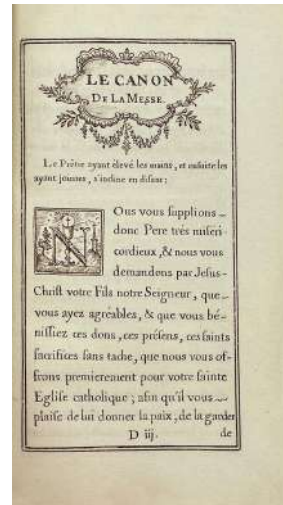 LE CANON
DE LA MESSE.
Le Prêtre ayant élevé les mains, et ensuite les
ayant jointes, s'incline en disant:
NOus vous supplions
donc Pere très miseri-
cordieux, & nous vous
demandons par Jesus-
Christ votre Fils notre Seigneur, que
vous ayez agréables, & que vous bé-
nissiez ces dons, ces présens, ces saints
sacrifices sans tache, que nous vous of-
frons premierement pour votre sainte
Eglise catholique; afin qu'il vous
plaise de lui donner la paix, de la garder
D iij.
de